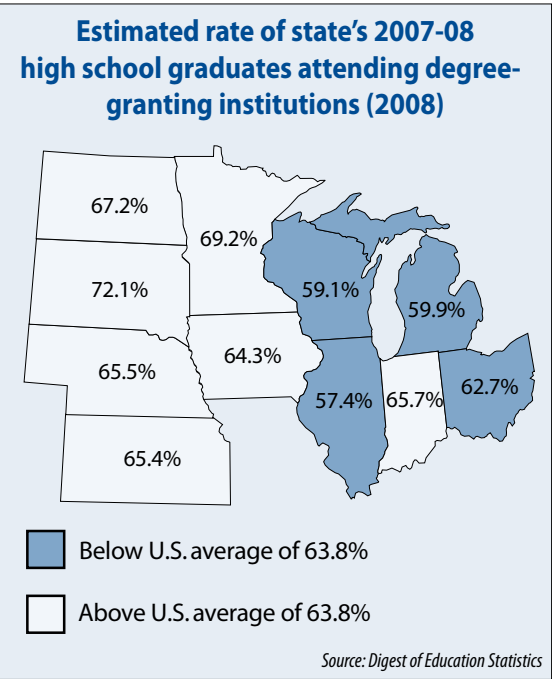 Estimated rate of state's 2007-08
high school graduates attending degree-
granting institutions (2008)
67.2%
69.2%
72.1%
59.1%
59.9%
64.3%
65.5%
57.4%
65.7%
62.7%
65.4%
Below U.S. average of 63.8%
Above U.S. average of 63.8%
Source: Digest of Education Statistics